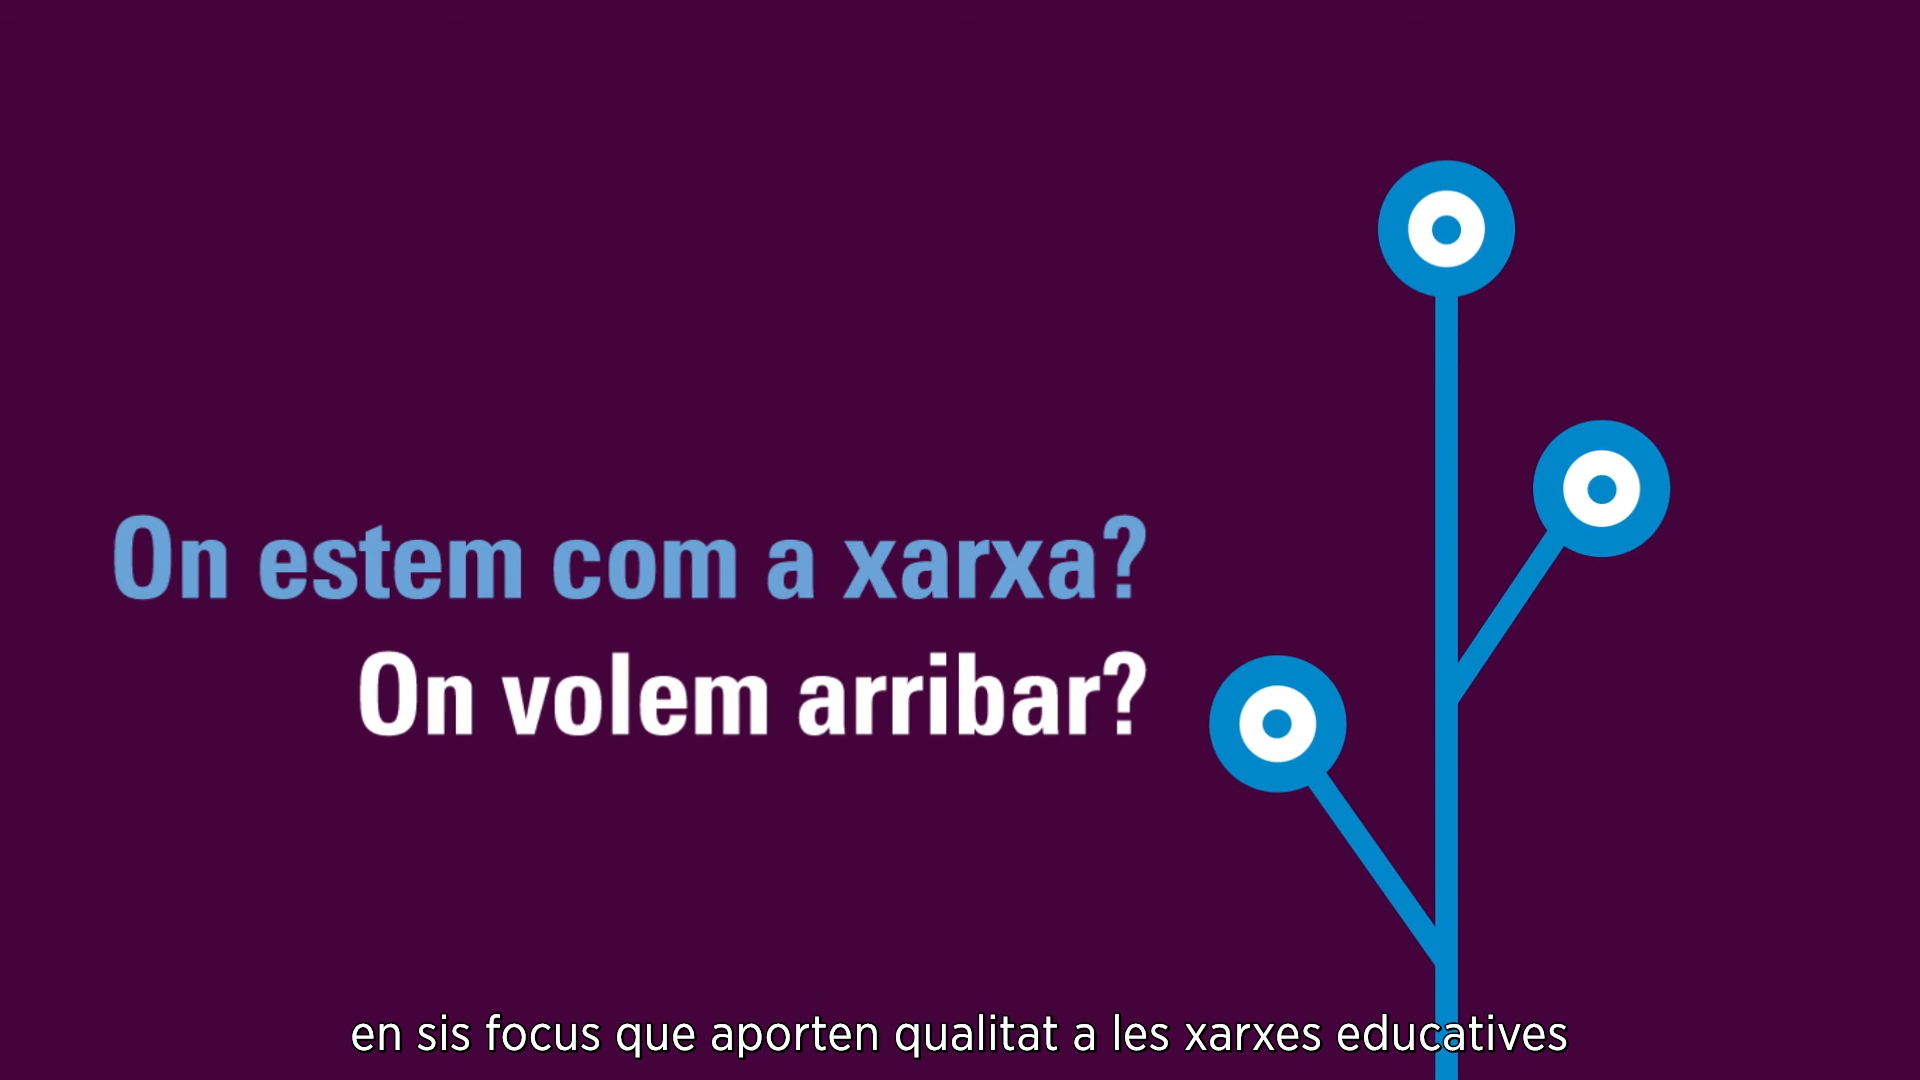 On estem com a xarxa?
On volem arribar?
en sis focus que aporten qualitat a les xarxes educatives